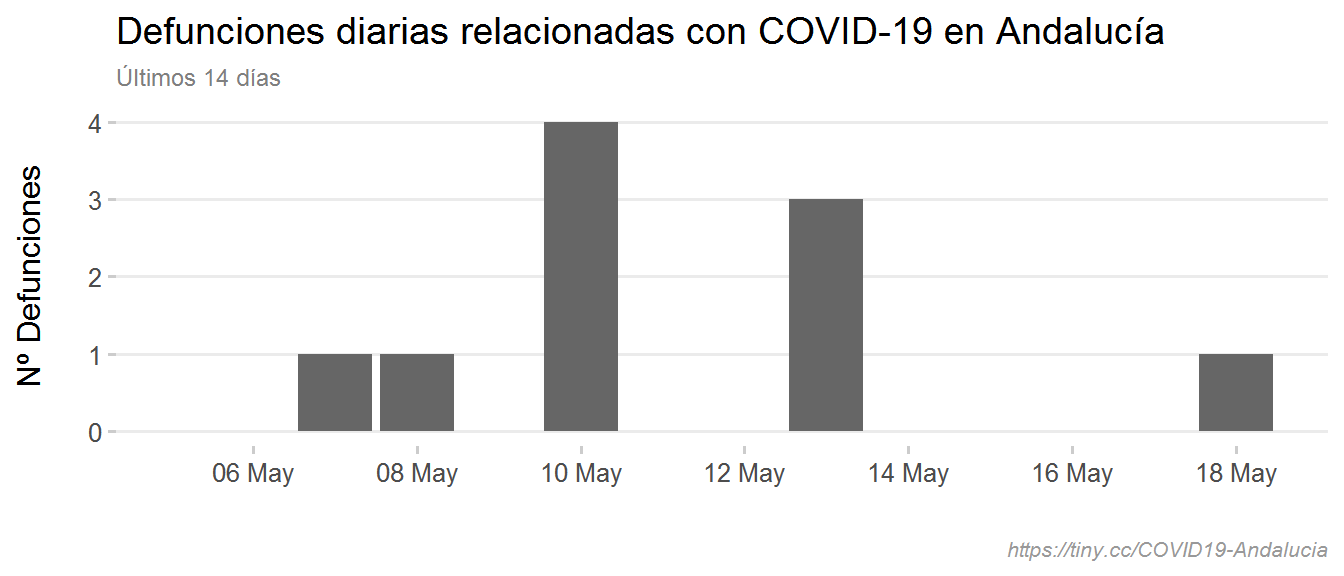 Defunciones diarias relacionadas con COVID-19 en Andalucía
Últimos 14 días
Nº Defunciones
4
3
2
1
0
06 May 08 May 10 May 12 May 14 May 16 May 18 May
https://tiny.cc/COVID19-Andalucia